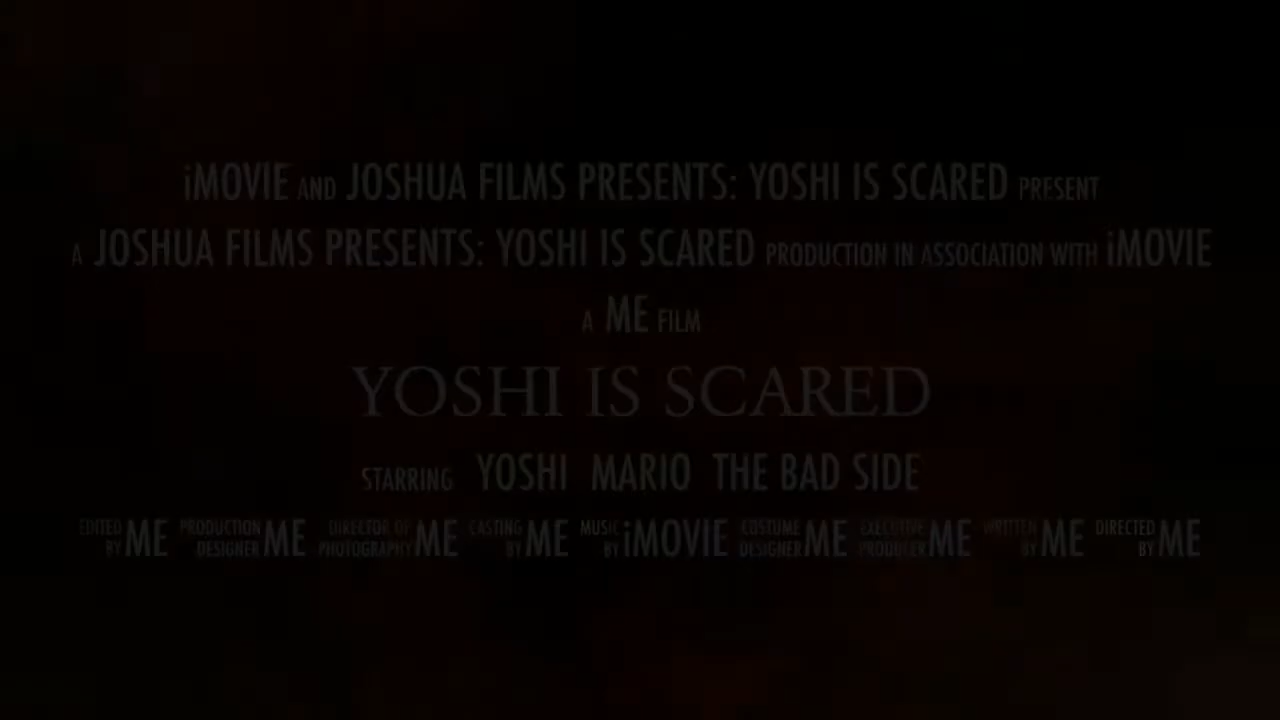 iMOVIE AND JOSHUA FILMS PRESENTS: YOSHI IS SCARED PRESENT
A JOSHUA FILMS PRESENTS: YOSHI IS SCARED PRODUCTION IN ASSOCIATION WITH iMOVIE
A ME FILM
YOSHI IS SCARED
STARRING YOSHI MARIO THE BAD SIDE
EDITED BY ME PRODUCTION DESIGNER ME DIRECTOR OF PHOTOGRAPHY ME CASTING BY ME MUSIC BY iMOVIE COSTUME DESIGNER ME EXECUTIVE PRODUCER ME WRITTEN BY ME DIRECTED BY ME